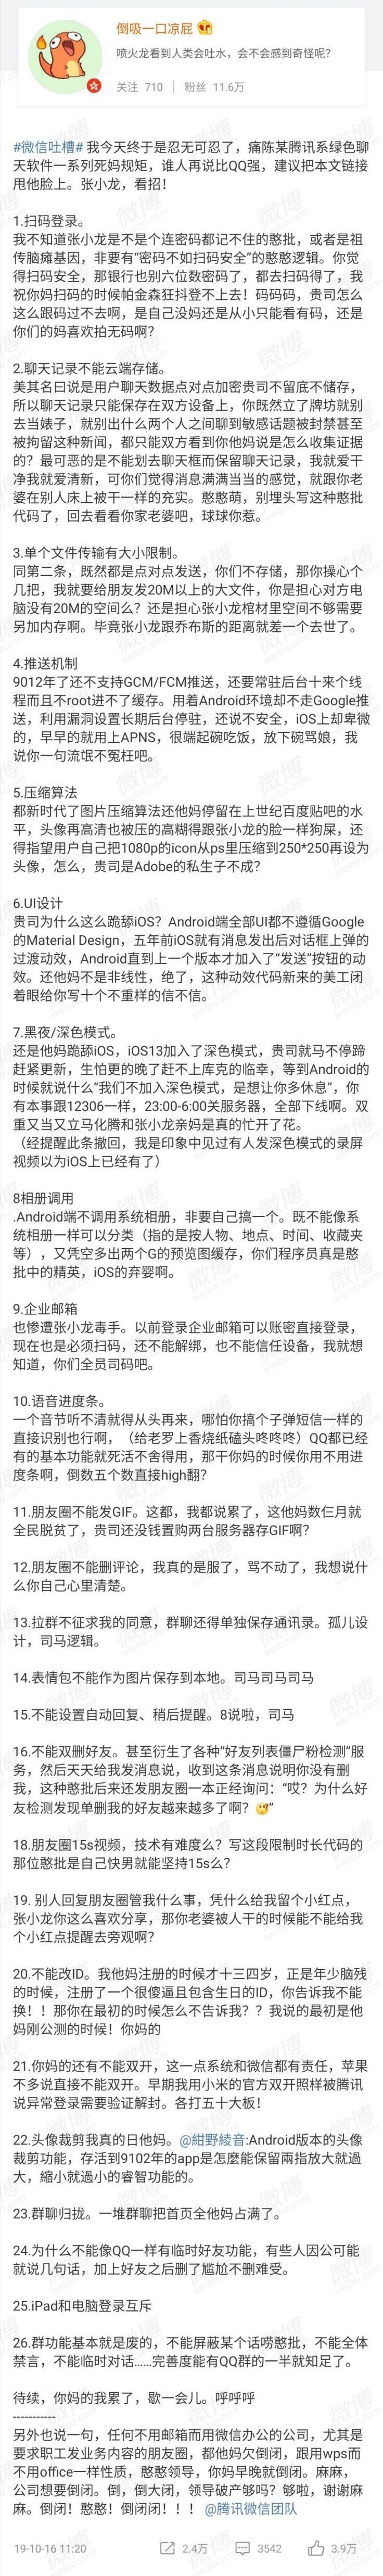 倒吸一口凉屁
喷火龙看到人类会吐水，会不会感到奇怪呢？
关注 710 粉丝 11.6万
#微信吐槽# 我今天终于是忍无可忍了，痛陈某腾讯系绿色聊
天软件一系列死妈规矩，谁人再说比QQ强，建议把本文链接
甩他脸上。张小龙，看招！
1.扫码登录。
我不知道张小龙是不是个连密码都记不住的憨批，或者是祖
传脑瘫基因，非要有“密码不如扫码安全”的憨憨逻辑。你觉
得扫码安全，那银行也别六位数密码了，都去扫码得了，我
祝你妈扫码的时候帕金森狂抖登不上去！码码码，贵司怎么
这么跟码过不去啊，是自己没妈还是从小只能看有码，还是
你们的妈喜欢拍无码啊？
2.聊天记录不能云端存储。
美其名曰说是用户聊天数据点对点加密贵司不留底不储存，
所以聊天记录只能保存在双方设备上，你既然立了牌坊就别
去当婊子，就别出什么两个人之间聊到敏感话题被封禁甚至
被拘留这种新闻，都只能双方看到你他妈说是怎么收集证据
的？最可恶的是不能划去聊天框而保留聊天记录，我就爱干
净我就爱清新，可你们觉得消息满满当当的感觉，就跟你老
婆在别人床上被干一样的充实。憨憨萌，别埋头写这种憨批
代码了，回去看看你家老婆吧，球球你惹。
3.单个文件传输有大小限制。
同第二条，既然都是点对点发送，你们不存储，那你操心个
几把，我就要给朋友发20M以上的大文件，你是担心对方电
脑没有20M的空间么？还是担心张小龙棺材里空间不够需要
另加内存啊。毕竟张小龙跟乔布斯的距离就差一个去世了。
4.推送机制
9012年了还不支持GCM/FCM推送，还要常驻后台十来个线
程而且不root进不了缓存。用着Android环境却不走Google推
送，利用漏洞设置长期后台停驻，还说不安全，iOS上却卑微
的，早早的就用上APNS，很端起碗吃饭，放下碗骂娘，我
说你一句流氓不冤枉吧。
5.压缩算法
都新时代了图片压缩算法还他妈停留在上世纪百度贴吧的水
平，头像再高清也被压的高糊得跟张小龙的脸一样狗屎，还
得指望用户自己把1080p的icon从ps里压缩到250*250再设为
头像，怎么，贵司是Adobe的私生子不成？
6.UI设计
贵司为什么这么跪舔iOS？Android端全部UI都不遵循Google
的Material Design，五年前iOS就有消息发出后对话框上弹的
过渡动效，Android直到上一个版本才加入了“发送”按钮的动
效。还他妈不是非线性，绝了，这种动效代码新来的美工闭
着眼给你写十个不重样的信不信。
7.黑夜/深色模式。
还是他妈跪舔iOS，iOS13加入了深色模式，贵司就马不停蹄
赶紧更新，生怕更的晚了赶不上库克的临幸，等到Android的
时候就说什么“我们不加入深色模式，是想让你多休息”，你
有本事跟12306一样，23:00-6:00关服务器，全部下线啊。双
重又当又立马化腾和张小龙亲妈是真的忙开了花。
（经提醒此条撤回，我是印象中见过有人发深色模式的录屏
视频以为iOS上已经有了）
8相册调用
.Android端不调用系统相册，非要自己搞一个。既不能像系
统相册一样可以分类（指的是按人物、地点、时间、收藏夹
等），又凭空多出两个G的预览图缓存，你们程序员真是憨
批中的精英，iOS的弃婴啊。
9.企业邮箱
也惨遭张小龙毒手。以前登录企业邮箱可以账密直接登录，
现在也是必须扫码，还不能解绑，也不能信任设备，我就想
知道，你们全员司码吧。
10.语音进度条。
一个音节听不清就得从头再来，哪怕你搞个子弹短信一样的
直接识别也行啊，（给老罗上香烧纸磕头咚咚咚）QQ都已经
有的基本功能就死活不舍得用，那干你妈的时候你用不用进
度条啊，倒数五个数直接high翻？
11.朋友圈不能发GIF。这都，我都说累了，这他妈数仨月就
全民脱贫了，贵司还没钱置购两台服务器存GIF啊？
12.朋友圈不能删评论，我真的是服了，骂不动了，我想说什
么你自己心里清楚。
13.拉群不征求我的同意，群聊还得单独保存通讯录。孤儿设
计，司马逻辑。
14.表情包不能作为图片保存到本地。司马司马司马
15.不能设置自动回复、稍后提醒。8说啦，司马
16.不能双删好友。甚至衍生了各种“好友列表僵尸粉检测”服
务，然后天天给我发消息说，收到这条消息说明你没有删
我，这种憨批后来还发朋友圈一本正经询问：“哎？为什么好
友检测发现单删我的好友越来越多了啊？”
18.朋友圈15s视频，技术有难度么？写这段限制时长代码的
那位憨批是自己快男就能坚持15s么？
19. 别人回复朋友圈管我什么事，凭什么给我留个小红点，
张小龙你这么喜欢分享，那你老婆被人干的时候能不能给我
个小红点提醒去旁观啊？
20.不能改ID。我他妈注册的时候才十三四岁，正是年少脑残
的时候，注册了一个很傻逼且包含生日的ID，你告诉我不能
换！！那你在最初的时候怎么不告诉我？？我说的最初是他
妈刚公测的时候！你妈的
21.你妈的还有不能双开，这一点系统和微信都有责任，苹果
不多说直接不能双开。早期我用小米的官方双开照样被腾讯
说异常登录需要验证解封。各打五十大板！
22.头像裁剪我真的日他妈。@紺野綾音:Android版本的头像
裁剪功能，存活到9102年的app是怎麼能保留兩指放大就過
大，縮小就過小的睿智功能的。
23.群聊归拢。一堆群聊把首页全他妈占满了。
24.为什么不能像QQ一样有临时好友功能，有些人因公可能
就说几句话，加上好友之后删了尴尬不删难受。
25.iPad和电脑登录互斥
26.群功能基本就是废的，不能屏蔽某个话唠憨批，不能全体
禁言，不能临时对话......完善度能有QQ群的一半就知足了。
待续，你妈的我累了，歇一会儿。呼呼呼
-----------
另外也说一句，任何不用邮箱而用微信办公的公司，尤其是
要求职工发业务内容的朋友圈，都他妈欠倒闭，跟用wps而
不用office一样性质，憨憨领导，你妈早晚就倒闭。麻麻，
公司想要倒闭。倒，倒大闭，领导破产够吗？够啦，谢谢麻
麻。倒闭！憨憨！倒闭闭！！！ @腾讯微信团队
19-10-16 11:20 2.4万 3542 3.9万